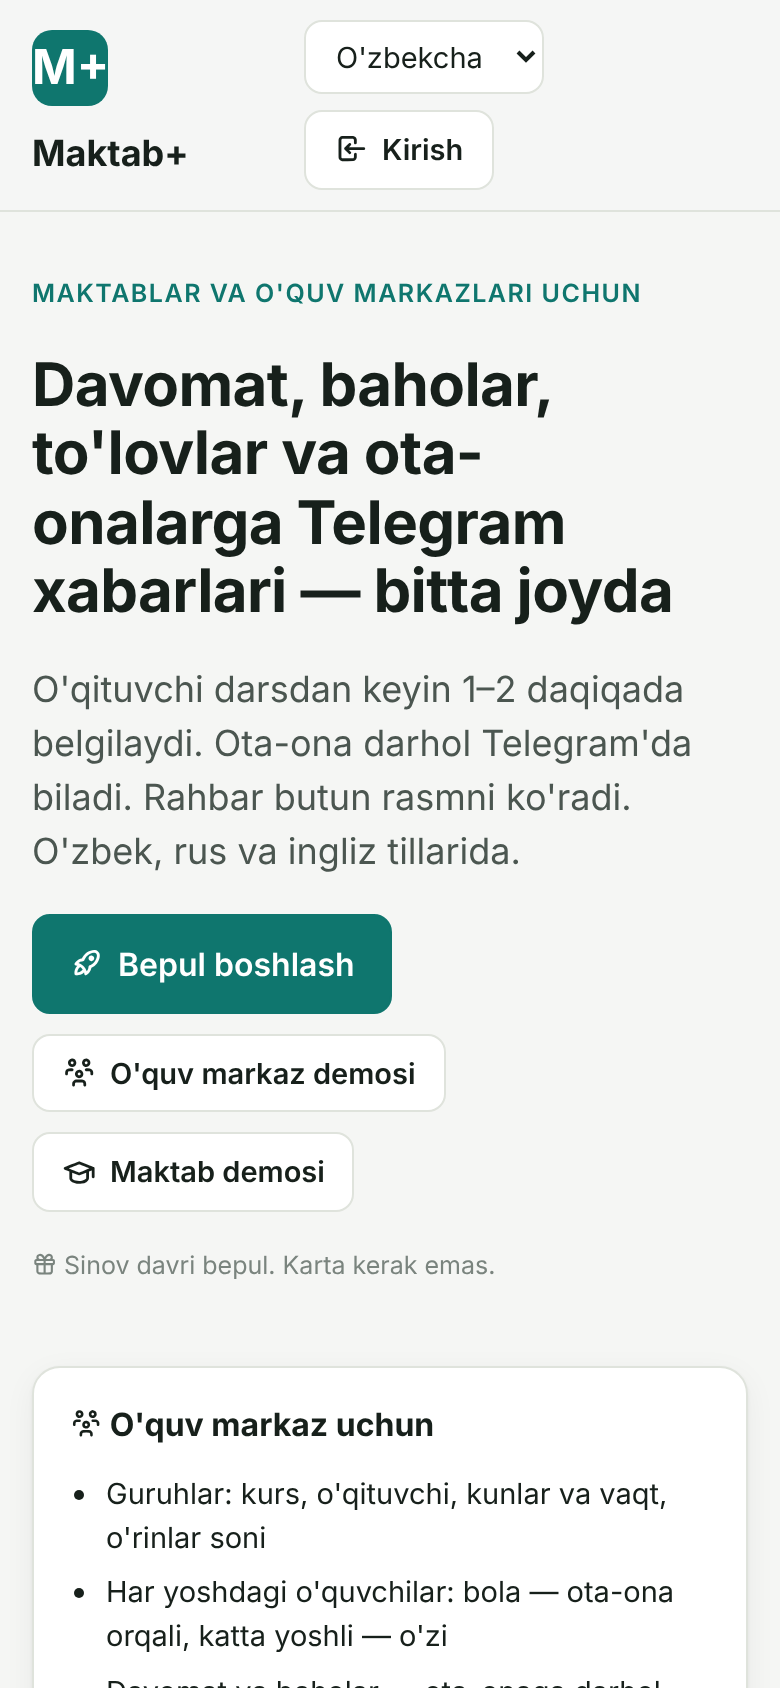 M+
Maktab+
O'zbekcha
Kirish
MAKTABLAR VA O'QUV MARKAZLARI UCHUN
Davomat, baholar,
to'lovlar va ota-
onalarga Telegram
xabarlari — bitta joyda
O'qituvchi darsdan keyin 1–2 daqiqada
belgilaydi. Ota-ona darhol Telegram'da
biladi. Rahbar butun rasmni ko'radi.
O'zbek, rus va ingliz tillarida.
Bepul boshlash
O'quv markaz demosi
Maktab demosi
Sinov davri bepul. Karta kerak emas.
O'quv markaz uchun
• Guruhlar: kurs, o'qituvchi, kunlar va vaqt,
o'rinlar soni
• Har yoshdagi o'quvchilar: bola — ota-ona
orqali, katta yoshli — o'zi